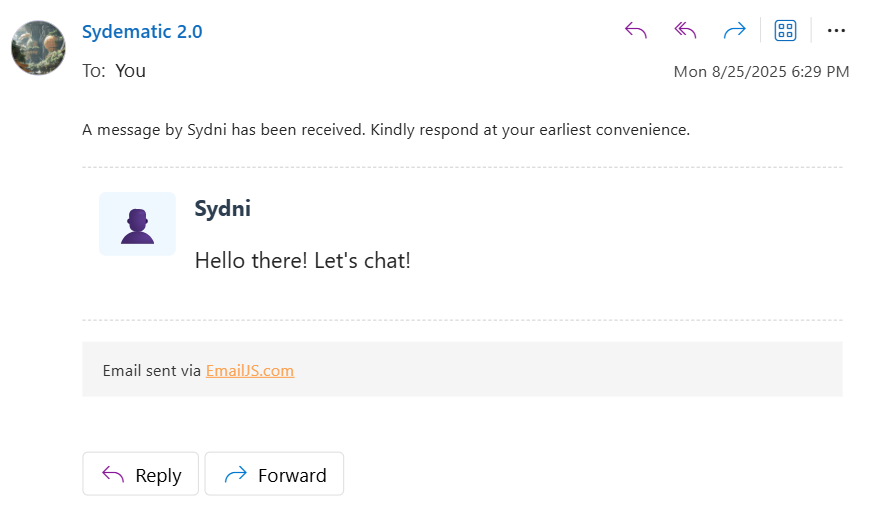 Sydematic 2.0
To: You
Mon 8/25/2025 6:29 PM
A message by Sydni has been received. Kindly respond at your earliest convenience.
Sydni
Hello there! Let's chat!
Email sent via EmailJS.com
Reply
Forward